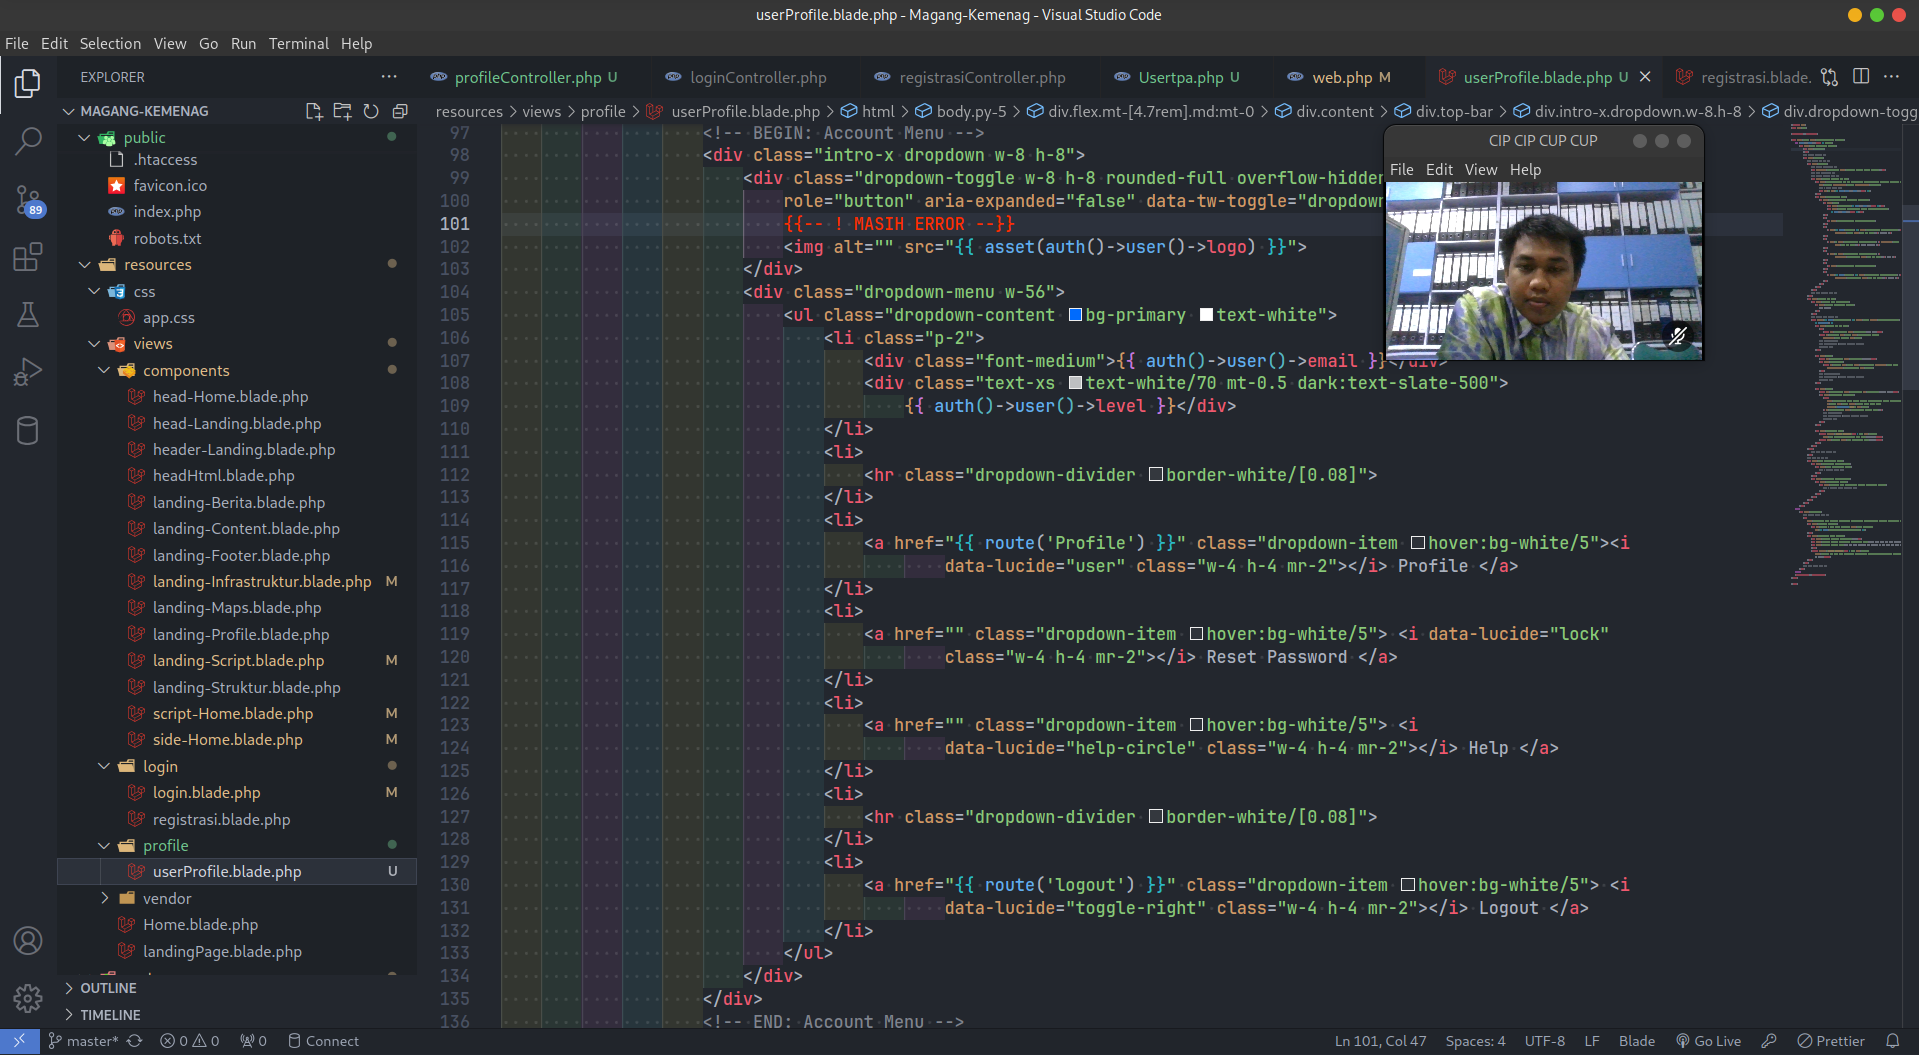 userProfile.blade.php - Magang-Kemenag - Visual Studio Code
File Edit Selection View Go Run Terminal Help
EXPLORER
profileController.php U
loginController.php
registrasiController.php
Usertpa.php U
web.php M
userProfile.blade.php U
registrasi.blade.
MAGANG-KEMENAG
resources > views > profile > userProfile.blade.php > html > body.py-5 > div.flex.mt-[4.7rem].md:mt-0 > div.content > div.top-bar > div.intro-x.dropdown.w-8.h-8 > div.dropdown-togg
public
.htaccess
favicon.ico
index.php
robots.txt
resources
css
app.css
views
components
head-Home.blade.php
head-Landing.blade.php
header-Landing.blade.php
headHtml.blade.php
landing-Berita.blade.php
landing-Content.blade.php
landing-Footer.blade.php
landing-Infrastruktur.blade.php M
landing-Maps.blade.php
landing-Profile.blade.php
landing-Script.blade.php M
landing-Struktur.blade.php
script-Home.blade.php M
side-Home.blade.php M
login
login.blade.php M
registrasi.blade.php
profile
userProfile.blade.php U
vendor
Home.blade.php
landingPage.blade.php
OUTLINE
TIMELINE
89
97 <!-- BEGIN: Account Menu -->
98 <div class="intro-x dropdown w-8 h-8">
99 <div class="dropdown-toggle w-8 h-8 rounded-full overflow-hidden
100 role="button" aria-expanded="false" data-tw-toggle="dropdown
101 {{-- ! MASIH ERROR --}}
102 <img alt="" src="{{ asset(auth()->user()->logo) }}">
103 </div>
104 <div class="dropdown-menu w-56">
105 <ul class="dropdown-content bg-primary text-white">
106 <li class="p-2">
107 <div class="font-medium">{{ auth()->user()->email }}</div>
108 <div class="text-xs text-white/70 mt-0.5 dark:text-slate-500">
109 {{ auth()->user()->level }}</div>
110 </li>
111 <li>
112 <hr class="dropdown-divider border-white/[0.08]">
113 </li>
114 <li>
115 <a href="{{ route('Profile') }}" class="dropdown-item hover:bg-white/5"><i
116 data-lucide="user" class="w-4 h-4 mr-2"></i> Profile </a>
117 </li>
118 <li>
119 <a href="" class="dropdown-item hover:bg-white/5"> <i data-lucide="lock"
120 class="w-4 h-4 mr-2"></i> Reset Password </a>
121 </li>
122 <li>
123 <a href="" class="dropdown-item hover:bg-white/5"> <i
124 data-lucide="help-circle" class="w-4 h-4 mr-2"></i> Help </a>
125 </li>
126 <li>
127 <hr class="dropdown-divider border-white/[0.08]">
128 </li>
129 <li>
130 <a href="{{ route('logout') }}" class="dropdown-item hover:bg-white/5"> <i
131 data-lucide="toggle-right" class="w-4 h-4 mr-2"></i> Logout </a>
132 </li>
133 </ul>
134 </div>
135 </div>
136 <!-- END: Account Menu -->
CIP CIP CUP CUP
File Edit View Help
master* 0 0 0 Connect
Ln 101, Col 47 Spaces: 4 UTF-8 LF Blade Go Live Prettier